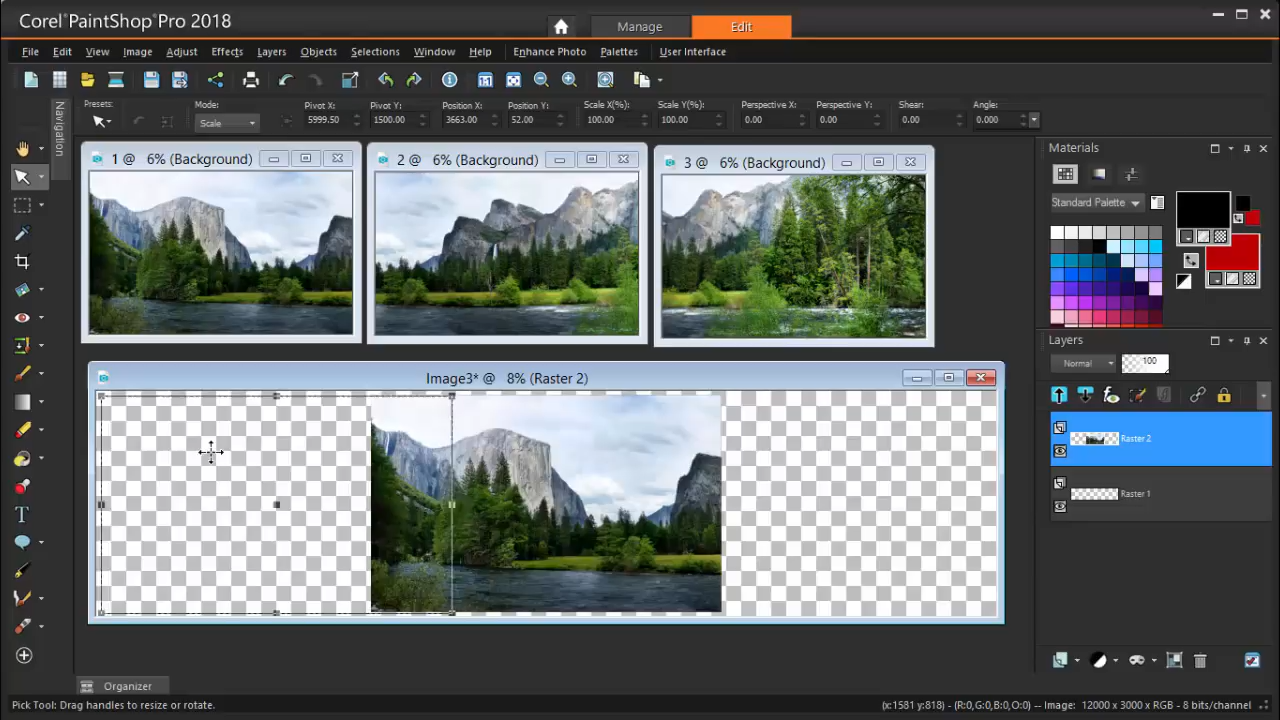 Corel®PaintShop®Pro 2018
Manage
Edit
File Edit View Image Adjust Effects Layers Objects Selections Window Help Enhance Photo Palettes User Interface
Presets: Mode: Pivot X: Pivot Y: Position X: Position Y: Scale X(%): Scale Y(%): Perspective X: Perspective Y: Shear: Angle:
Scale 5999.50 1500.00 3663.00 52.00 100.00 100.00 0.00 0.00 0.00 0.000
Navigation
1 @ 6% (Background)
2 @ 6% (Background)
3 @ 6% (Background)
Image3* @ 8% (Raster 2)
Materials
Standard Palette
Layers
Normal
100
Raster 2
Raster 1
Organizer
Pick Tool: Drag handles to resize or rotate.
(x:1581 y:818) - (R:0,G:0,B:0,O:0) -- Image: 12000 x 3000 x RGB - 8 bits/channel